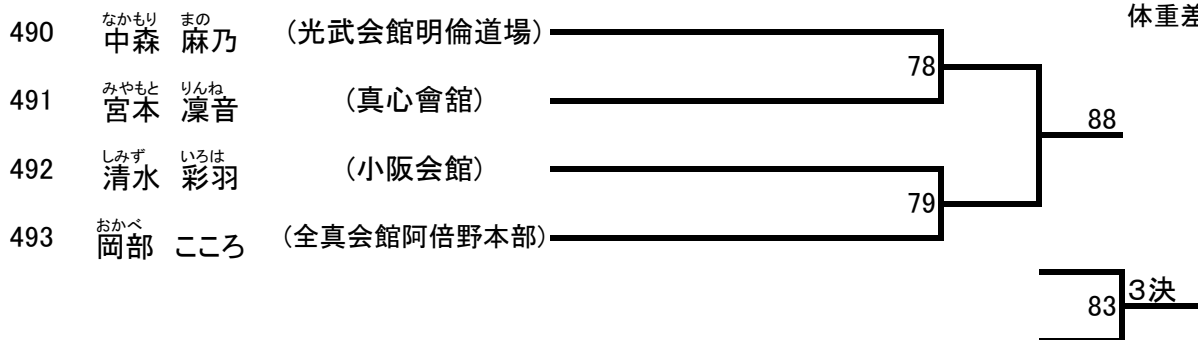 体重差
なかもり まの
490 中森 麻乃 (光武会館明倫道場)
78
みやもと りんね
491 宮本 凜音 (真心會舘)
88
しみず いろは
492 清水 彩羽 (小阪会館)
79
おかべ
493 岡部 こころ (全真会館阿倍野本部)
3決
83